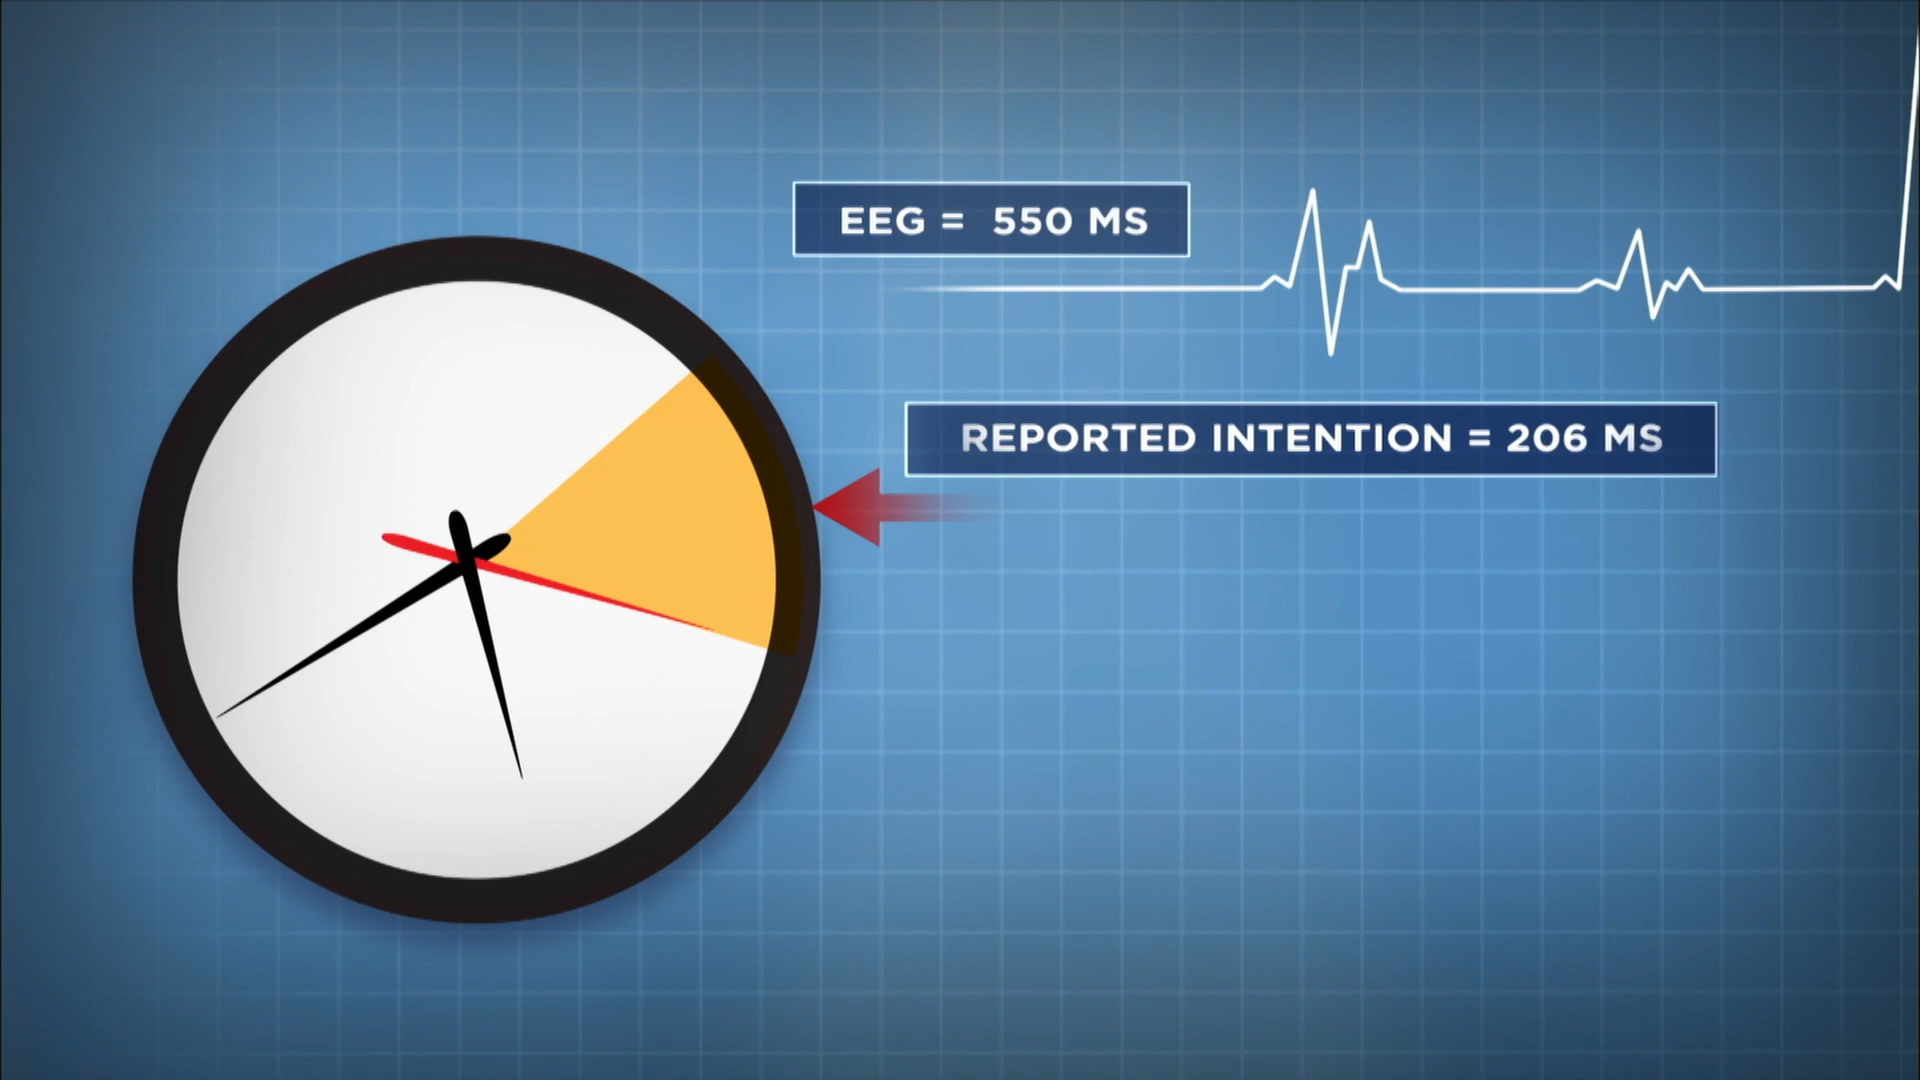 EEG = 550 MS
REPORTED INTENTION = 206 MS